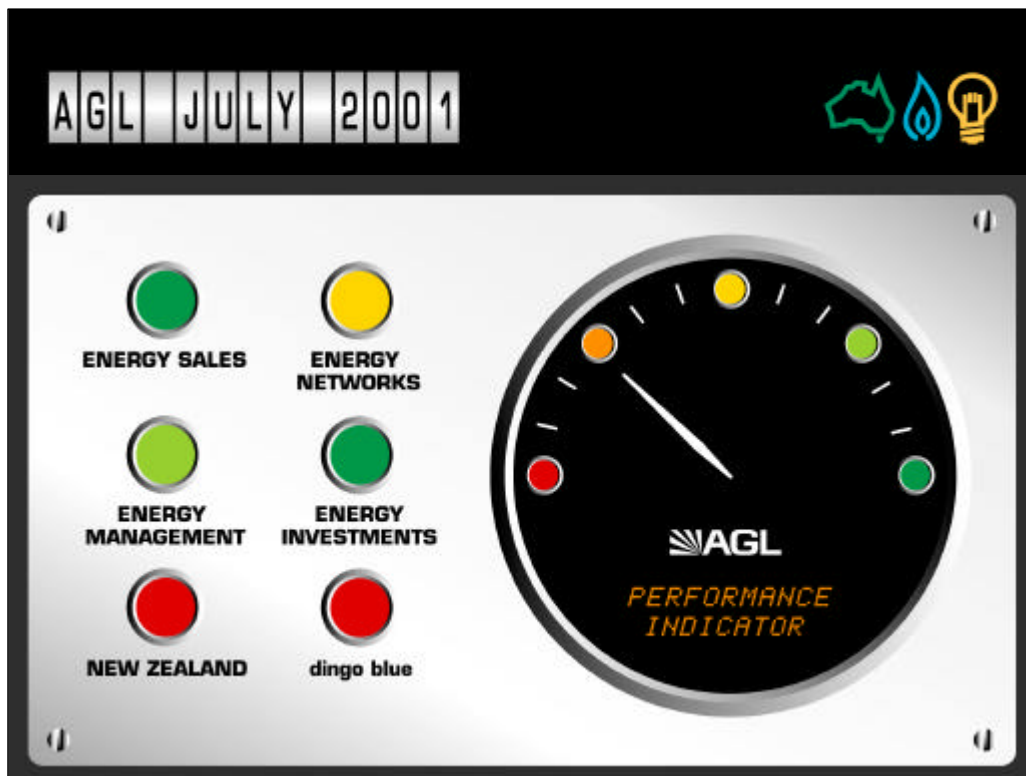 AGL JULY 2001
ENERGY SALES
ENERGY
NETWORKS
ENERGY
MANAGEMENT
ENERGY
INVESTMENTS
NEW ZEALAND
dingo blue
AGL
PERFORMANCE
INDICATOR